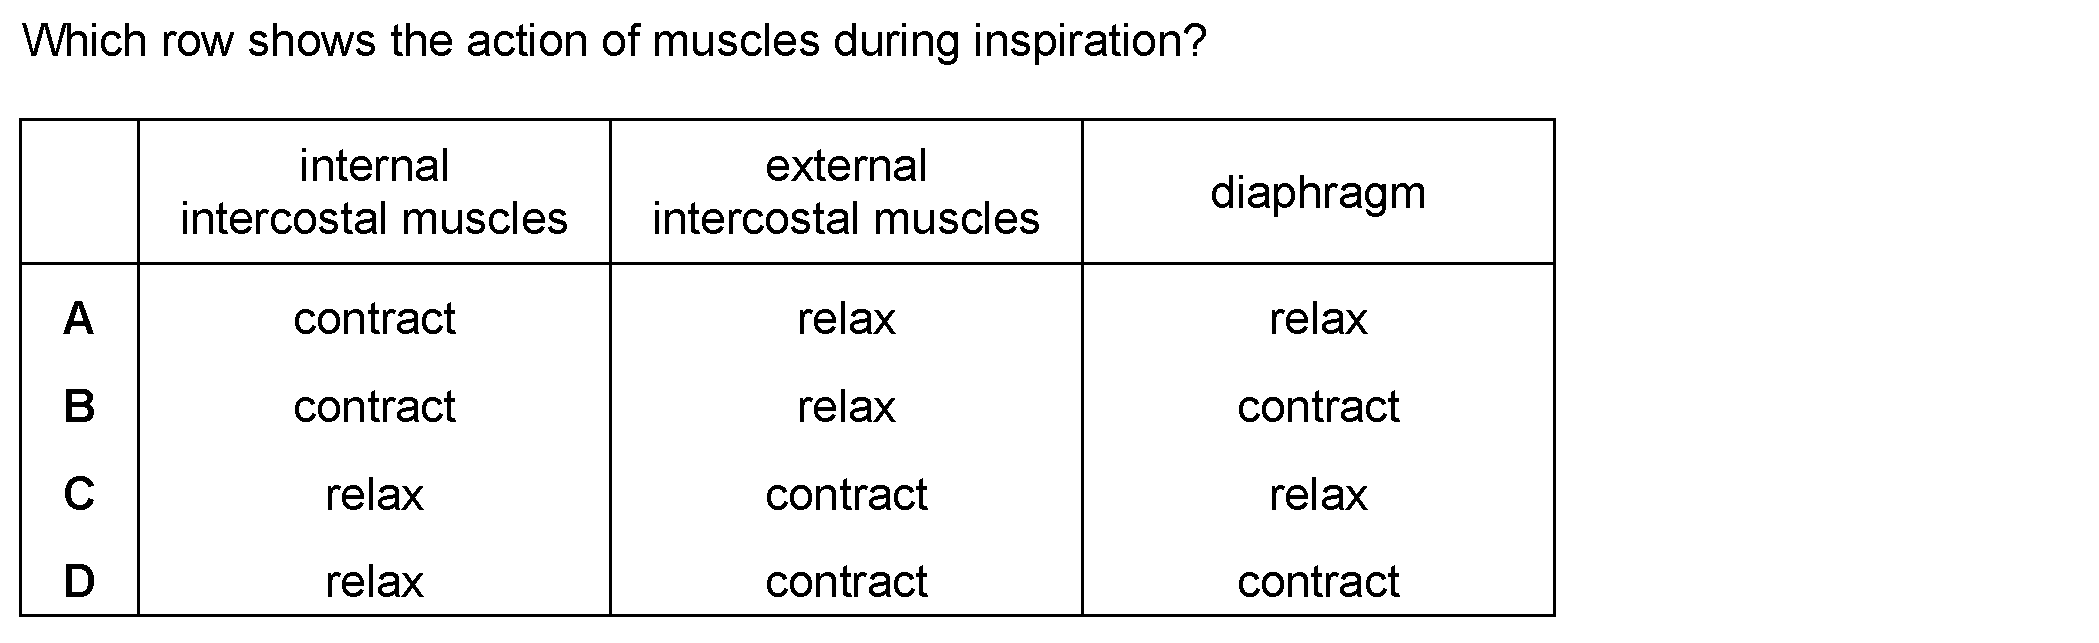 Which row shows the action of muscles during inspiration?
internal intercostal muscles external intercostal muscles diaphragm
A contract relax relax
B contract relax contract
C relax contract relax
D relax contract contract